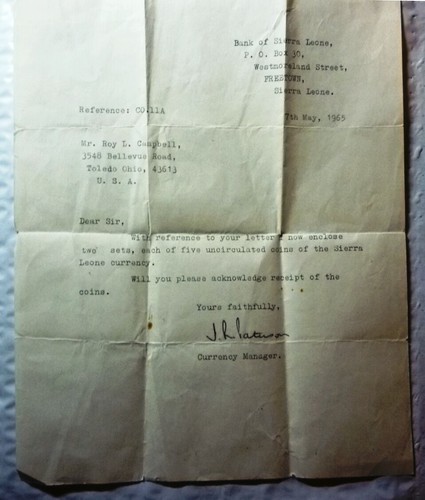 Bank of Sierra Leone,
P. O. Box 30,
Westmoreland Street,
FREETOWN,
Sierra Leone.
Reference: CO.11A
7th May, 1965
Mr. Roy L. Campbell,
3548 Bellevue Road,
Toledo Ohio, 43613
U. S. A.
Dear Sir,
With reference to your letter I now enclose
two sets, each of five uncirculated coins of the Sierra
Leone currency.
Will you please acknowledge receipt of the
coins.
Yours faithfully,
Currency Manager.